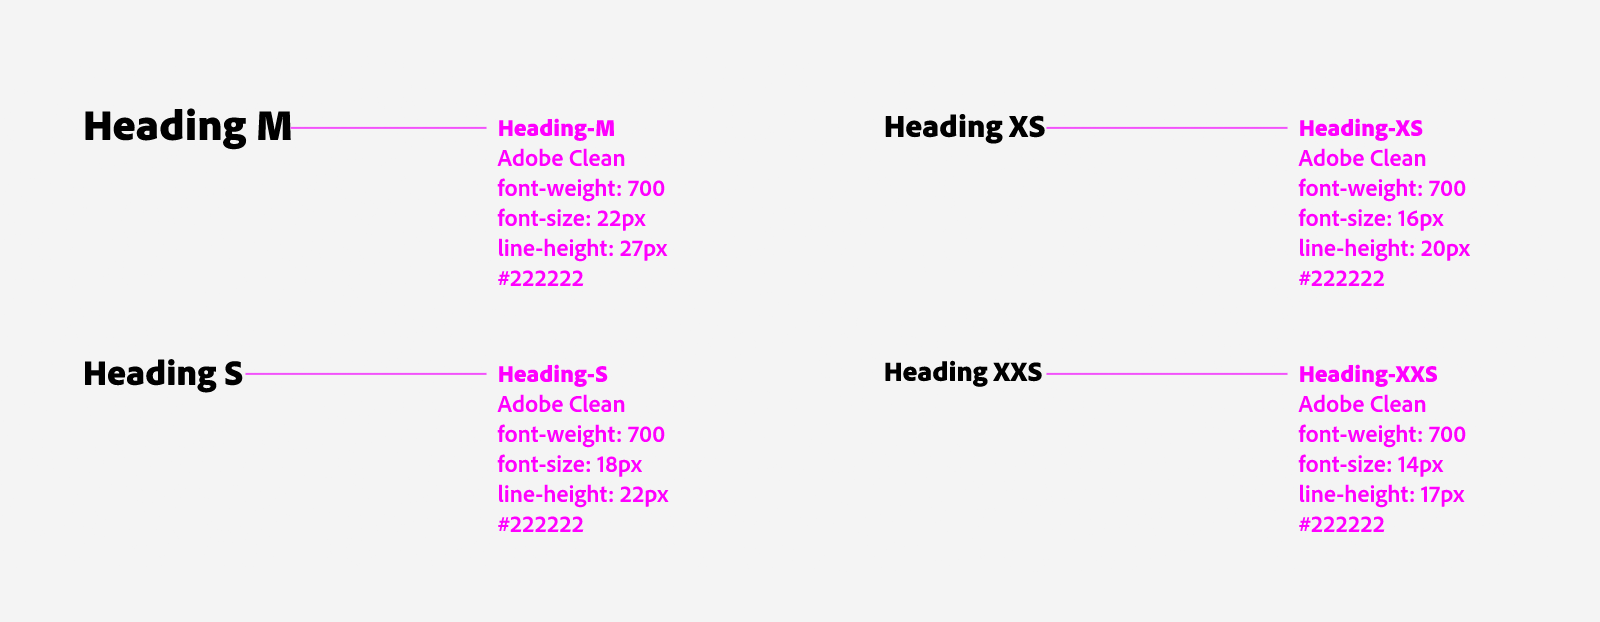 Heading M
Heading-M
Adobe Clean
font-weight: 700
font-size: 22px
line-height: 27px
#222222
Heading XS
Heading-XS
Adobe Clean
font-weight: 700
font-size: 16px
line-height: 20px
#222222
Heading S
Heading-S
Adobe Clean
font-weight: 700
font-size: 18px
line-height: 22px
#222222
Heading XXS
Heading-XXS
Adobe Clean
font-weight: 700
font-size: 14px
line-height: 17px
#222222